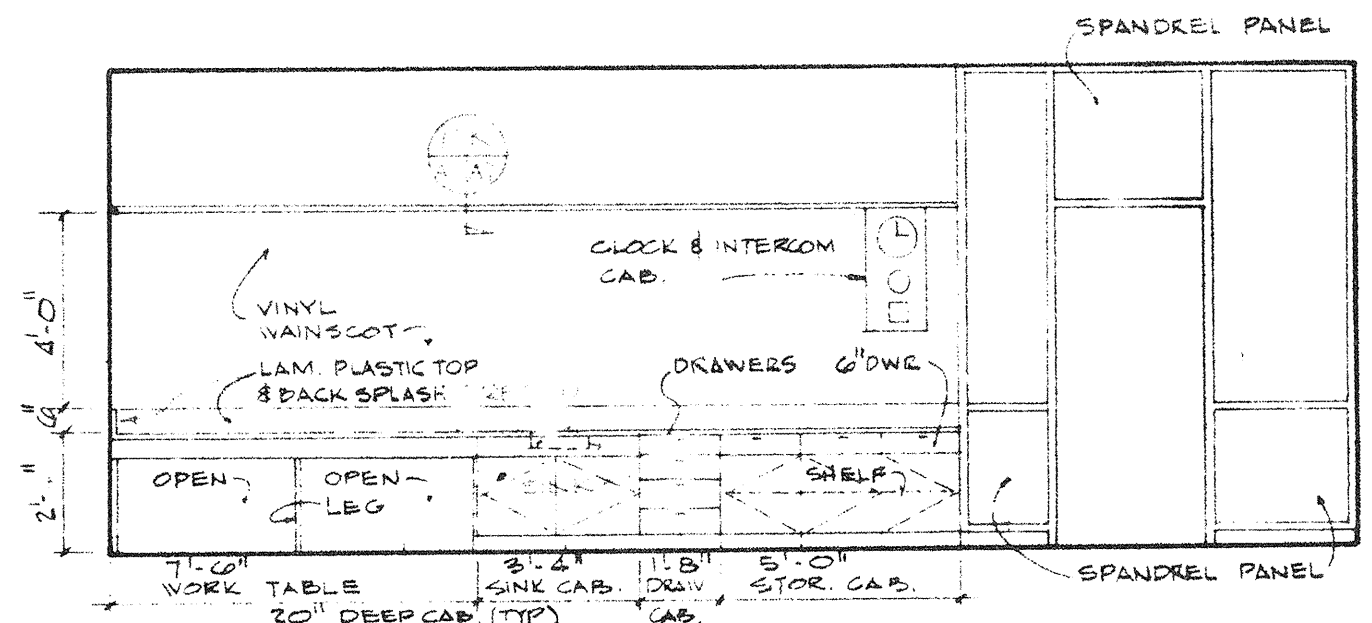 SPANDREL PANEL
CLOCK & INTERCOM
CAB.
VINYL
WAINSCOT
4'-0"
LAM. PLASTIC TOP
& BACK SPLASH
DRAWERS
6" DWR
6"
OPEN
OPEN
LEG
SHELF
7'-6"
WORK TABLE
3'-4"
SINK CAB.
1'-8"
DRAW
CAB.
5'-0"
STOR. CAB.
20" DEEP CAB. (TYP)
SPANDREL PANEL